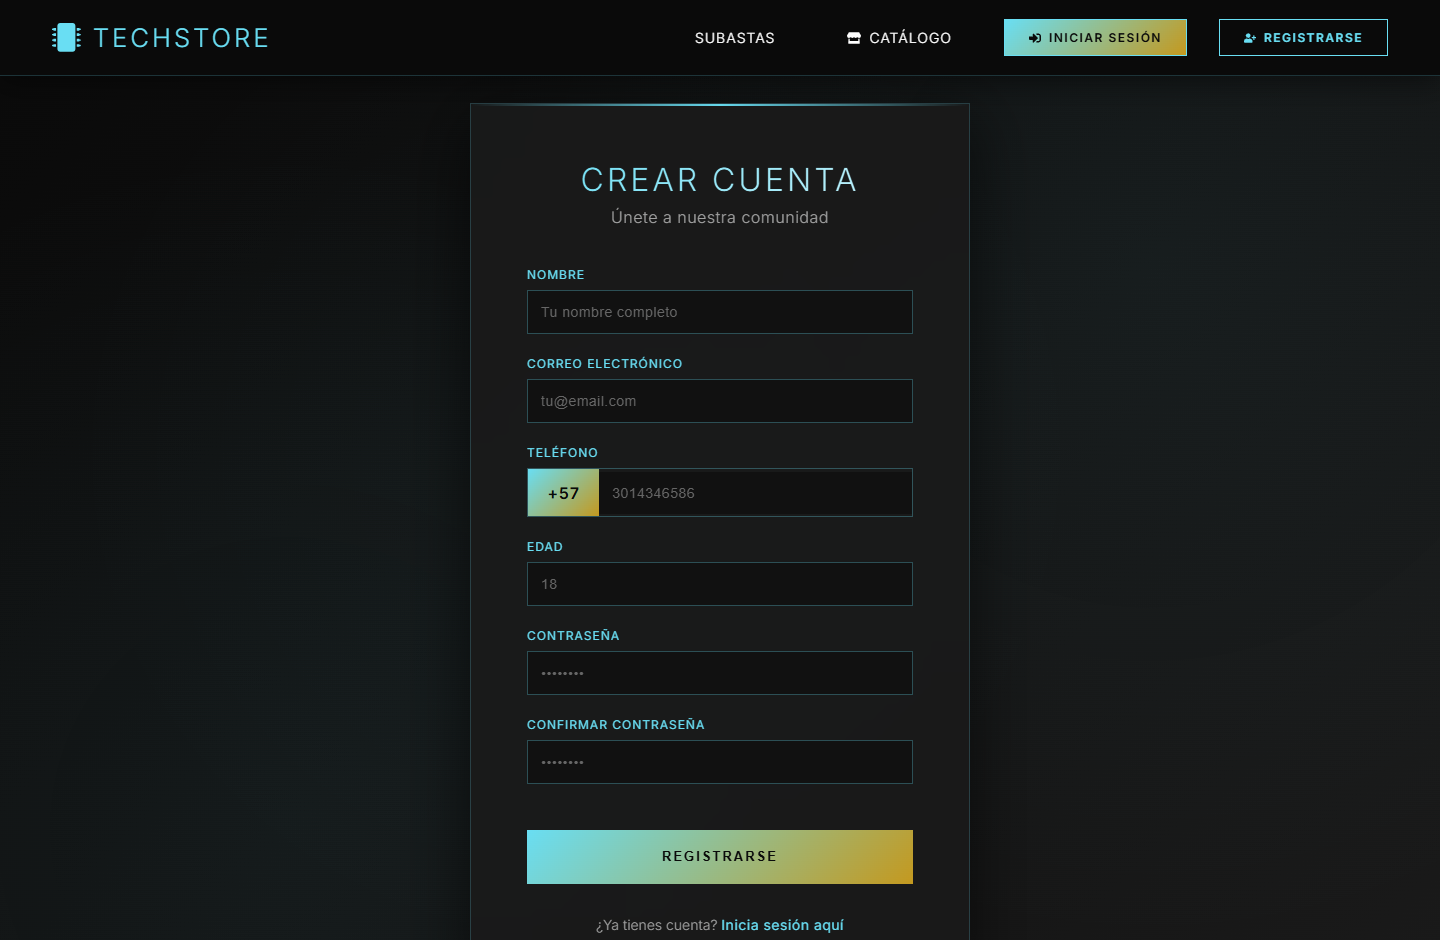 TECHSTORE
SUBASTAS
CATÁLOGO
INICIAR SESIÓN
REGISTRARSE
CREAR CUENTA
Únete a nuestra comunidad
NOMBRE
Tu nombre completo
CORREO ELECTRÓNICO
tu@email.com
TELÉFONO
+57 3014346586
EDAD
18
CONTRASEÑA
••••••••
CONFIRMAR CONTRASEÑA
••••••••
REGISTRARSE
¿Ya tienes cuenta? Inicia sesión aquí